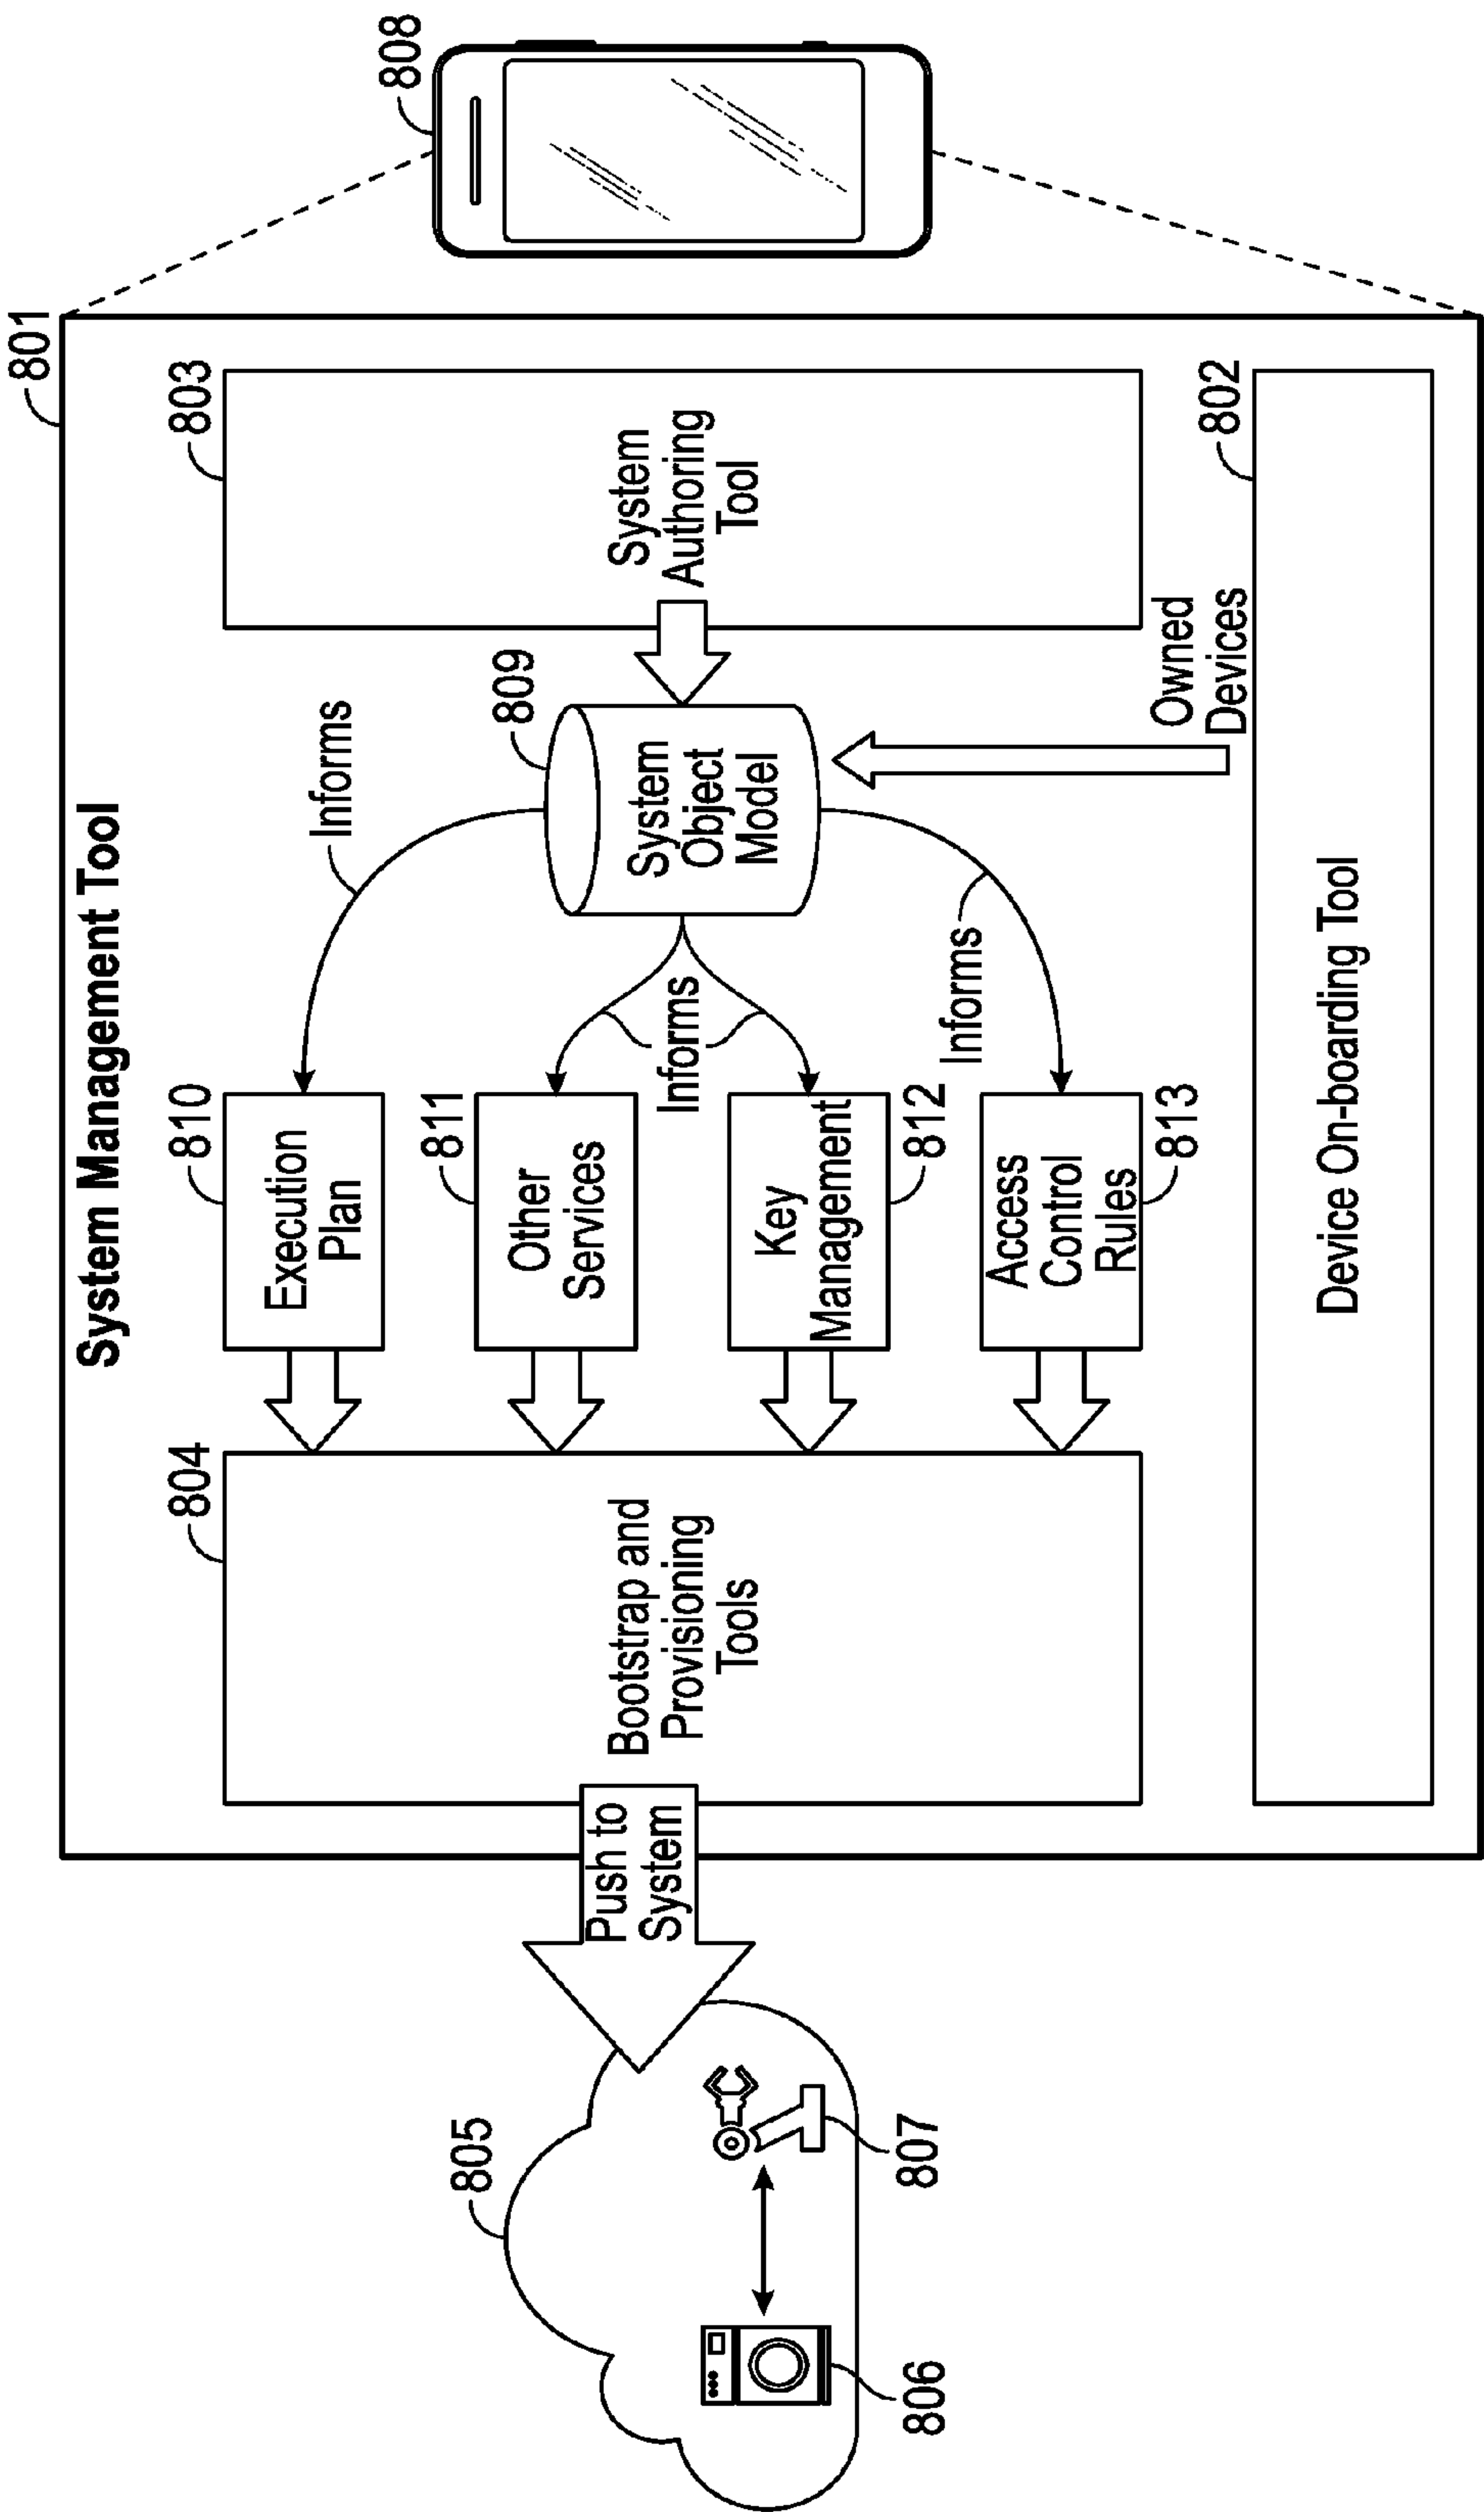 System Management Tool
801
804
810
Informs
803
808
Execution
Plan
805
811
809
Other
Services
Push to
System
Bootstrap and
Provisioning
Tools
Informs
System
Object
Model
System
Authoring
Tool
Key
Management
806
807
812
Informs
Access
Control
Rules
813
Owned
Devices
802
Device On-boarding Tool